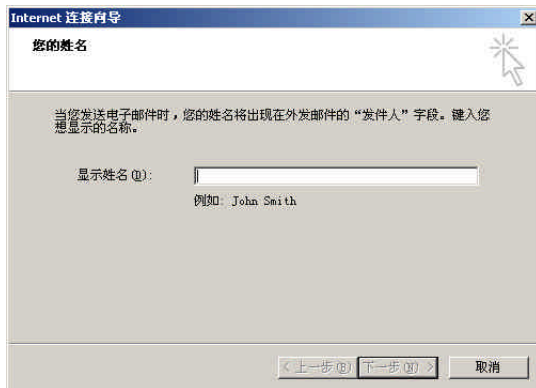 Internet 连接向导
您的姓名
当您发送电子邮件时，您的姓名将出现在外发邮件的“发件人”字段。键入您
想显示的名称。
显示姓名(D):
例如: John Smith
< 上一步(B) 下一步(N) > 取消